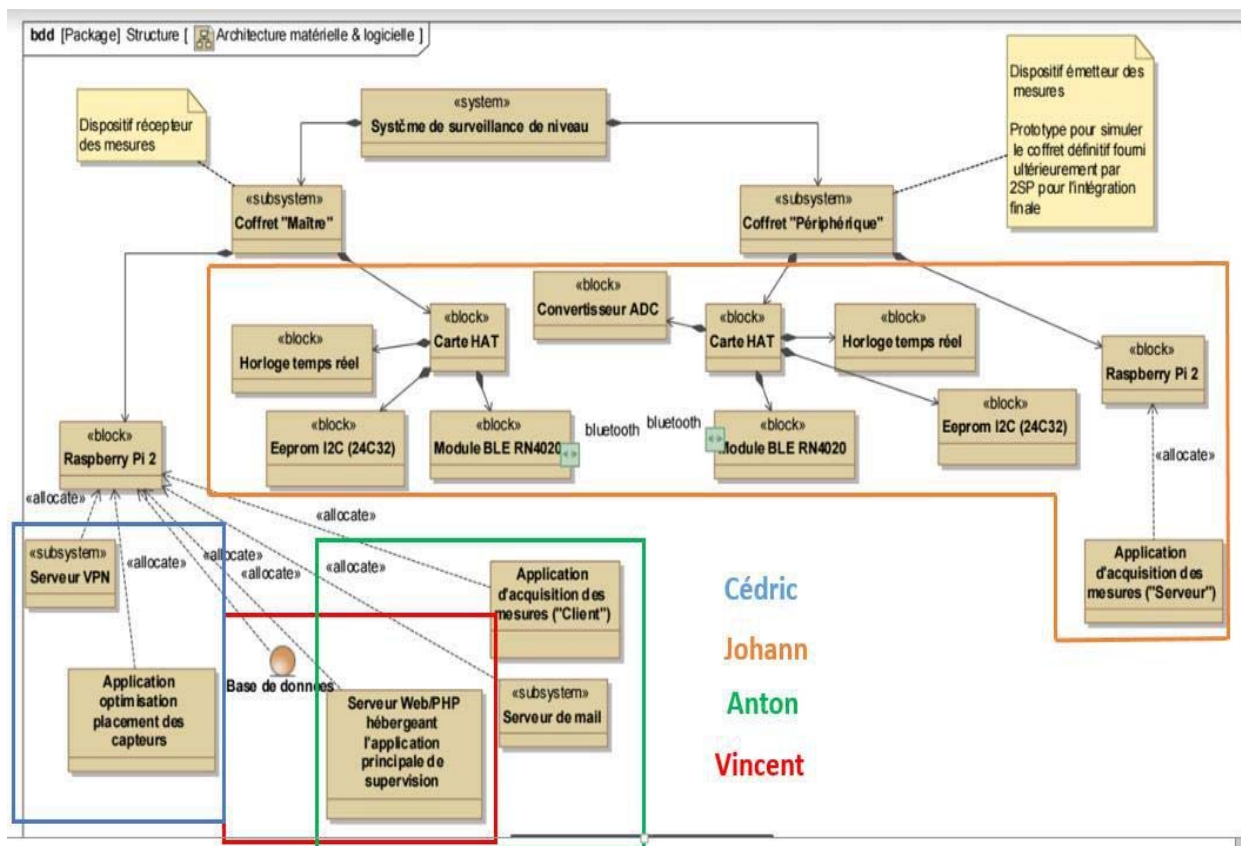 bdd [Package] Structure [ Architecture matérielle & logicielle ]
Dispositif récepteur
des mesures
«system»
Systčme de surveillance de niveau
Dispositif émetteur des
mesures
Prototype pour simuler
le coffret définitif fourni
ultérieurement par
2SP pour l'intégration
finale
«subsystem»
Coffret "Maître"
«subsystem»
Coffret "Périphérique"
«block»
Horloge temps réel
«block»
Carte HAT
«block»
Convertisseur ADC
«block»
Carte HAT
«block»
Horloge temps réel
«block»
Raspberry Pi 2
«block»
Raspberry Pi 2
«block»
Eeprom I2C (24C32)
«block»
Module BLE RN4020
bluetooth
bluetooth
«block»
Module BLE RN4020
«block»
Eeprom I2C (24C32)
«allocate»
«allocate»
«allocate»
«allocate»
«allocate»
«allocate»
«allocate»
«subsystem»
Serveur VPN
Application
d'acquisition des
mesures ("Client")
Application
d'acquisition des
mesures ("Serveur")
Application
optimisation
placement des
capteurs
Base de données
Serveur Web/PHP
hébergeant
l'application
principale de
supervision
«subsystem»
Serveur de mail
Cédric
Johann
Anton
Vincent